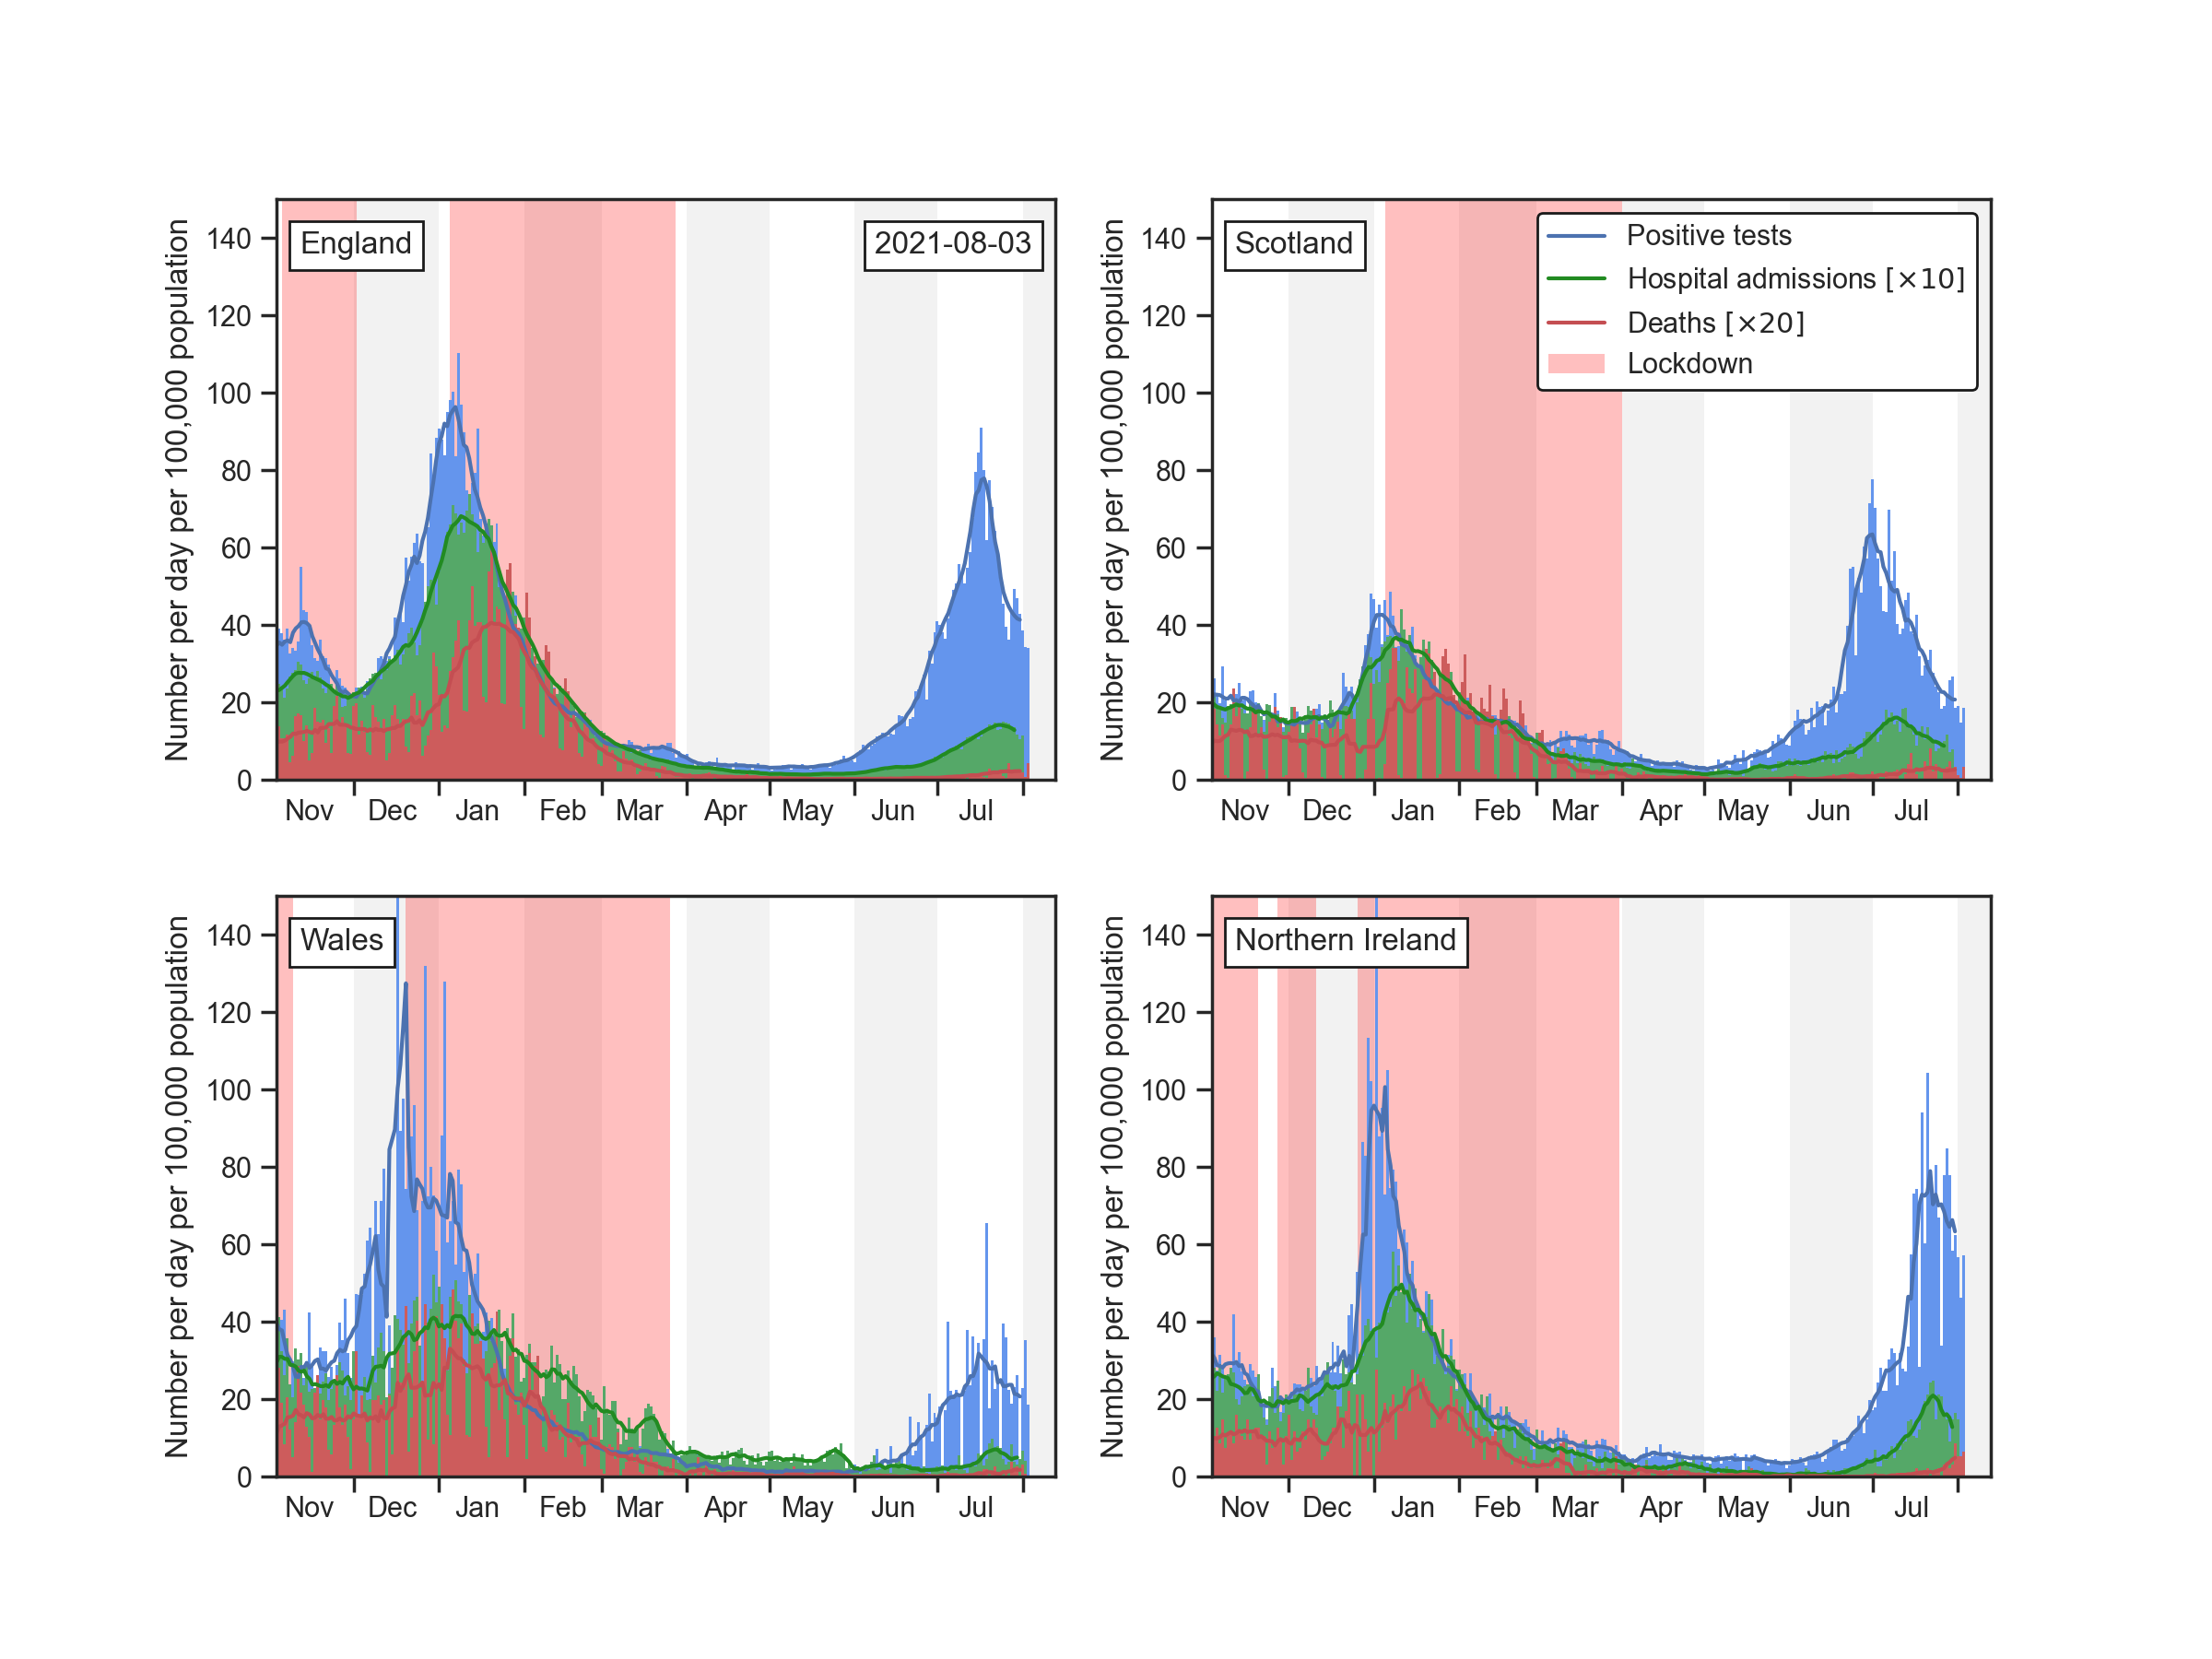 Number per day per 100,000 population
140
120
100
80
60
40
20
0
England
2021-08-03
Nov Dec Jan Feb Mar Apr May Jun Jul
Number per day per 100,000 population
140
120
100
80
60
40
20
0
Scotland
Positive tests
Hospital admissions [×10]
Deaths [×20]
Lockdown
Nov Dec Jan Feb Mar Apr May Jun Jul
Number per day per 100,000 population
140
120
100
80
60
40
20
0
Wales
Nov Dec Jan Feb Mar Apr May Jun Jul
Number per day per 100,000 population
140
120
100
80
60
40
20
0
Northern Ireland
Nov Dec Jan Feb Mar Apr May Jun Jul